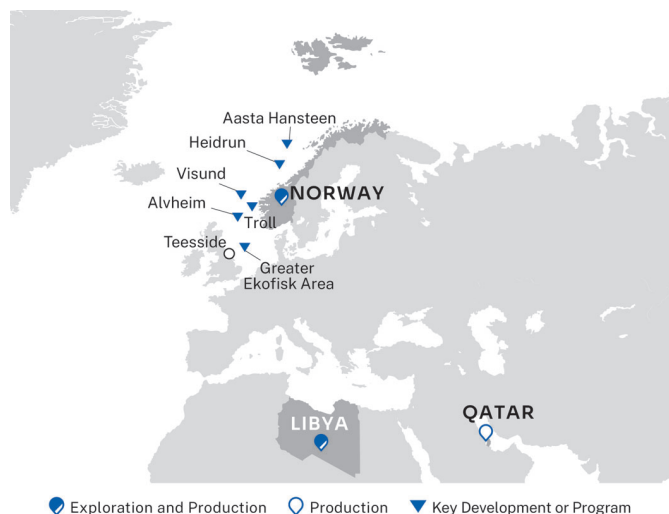 Aasta Hansteen
Heidrun
Visund
NORWAY
Alvheim
Troll
Teesside
Greater
Ekofisk Area
LIBYA
QATAR
Exploration and Production
Production
Key Development or Program